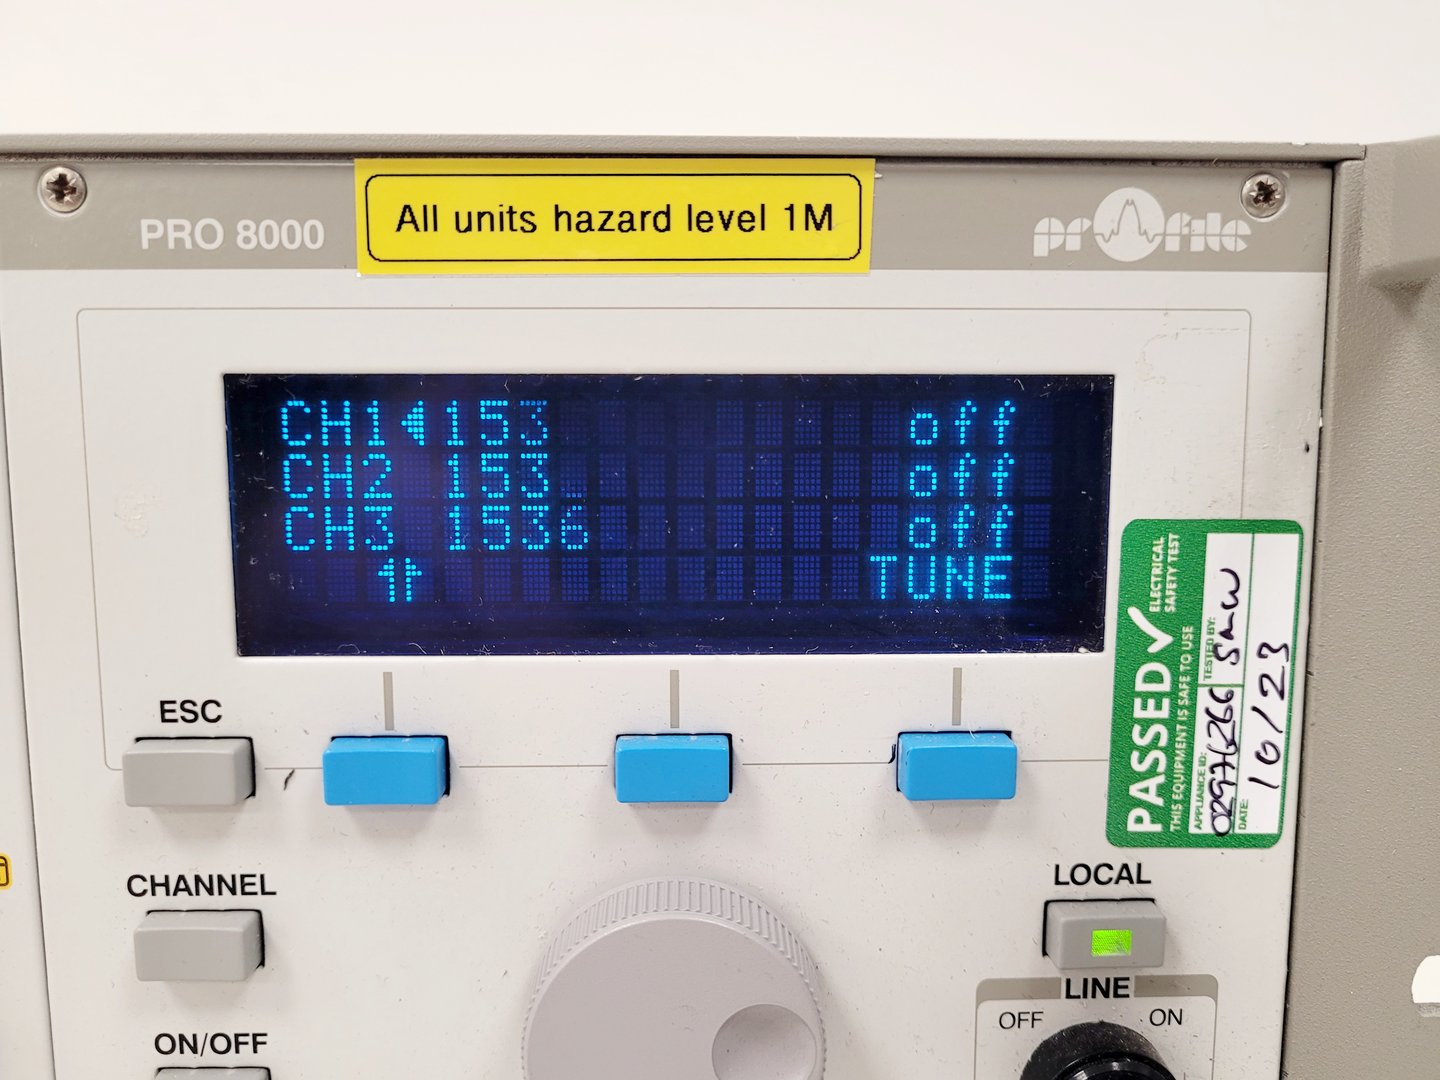 PRO 8000
All units hazard level 1M
profile
CH1◀153 off
CH2 153 off
CH3 1536 off
⇈ TUNE
ESC
CHANNEL
ON/OFF
LOCAL
LINE
OFF ON
PASSED✓
ELECTRICAL
SAFETY TEST
THIS EQUIPMENT IS SAFE TO USE
APPLIANCE ID:
TESTED BY:
DATE: 10/23